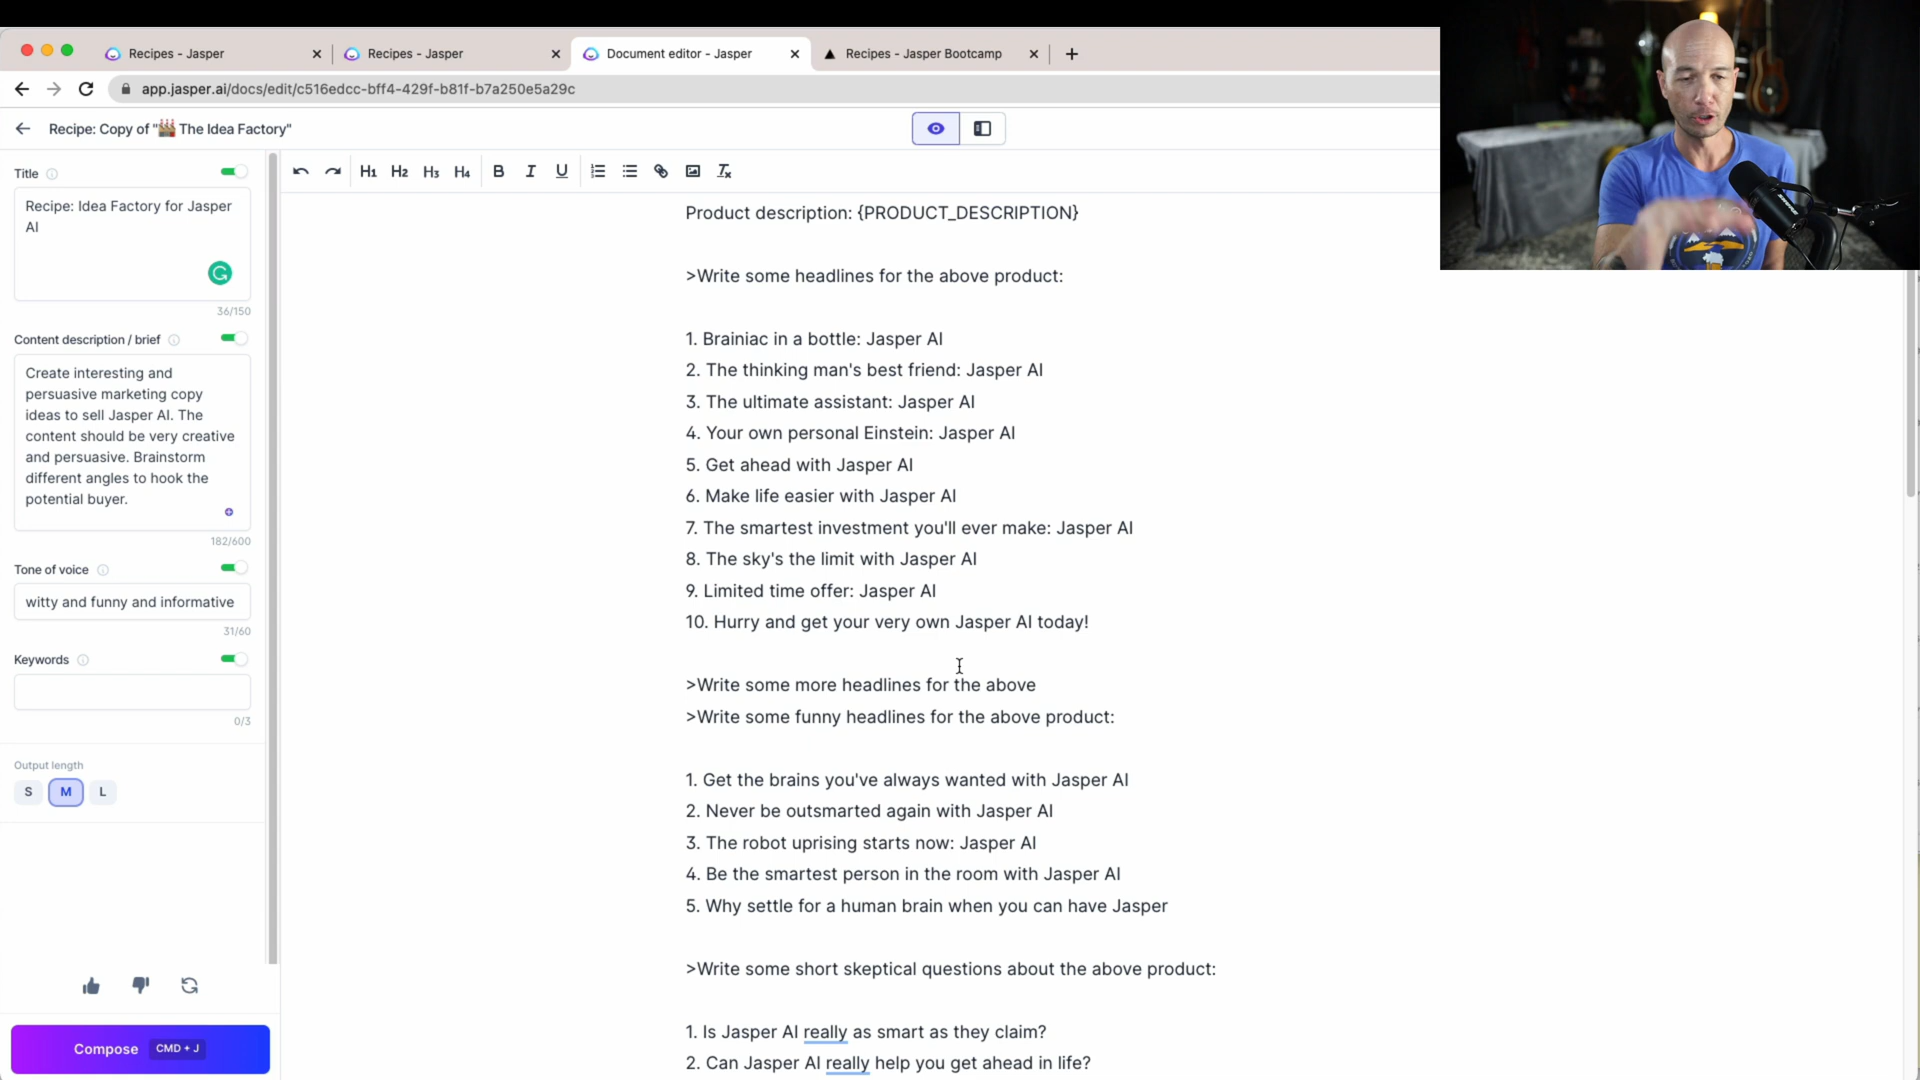 Recipes - Jasper
Recipes - Jasper
Document editor - Jasper
Recipes - Jasper Bootcamp
app.jasper.ai/docs/edit/c516edcc-bff4-429f-b81f-b7a250e5a29c
Recipe: Copy of "🏭 The Idea Factory"
H1 H2 H3 H4 B I U
Title
Recipe: Idea Factory for Jasper
AI
36/150
Content description / brief
Create interesting and
persuasive marketing copy
ideas to sell Jasper AI. The
content should be very creative
and persuasive. Brainstorm
different angles to hook the
potential buyer.
182/600
Tone of voice
witty and funny and informative
31/60
Keywords
0/3
Output length
S M L
Compose CMD + J
Product description: {PRODUCT_DESCRIPTION}
>Write some headlines for the above product:
1. Brainiac in a bottle: Jasper AI
2. The thinking man's best friend: Jasper AI
3. The ultimate assistant: Jasper AI
4. Your own personal Einstein: Jasper AI
5. Get ahead with Jasper AI
6. Make life easier with Jasper AI
7. The smartest investment you'll ever make: Jasper AI
8. The sky's the limit with Jasper AI
9. Limited time offer: Jasper AI
10. Hurry and get your very own Jasper AI today!
>Write some more headlines for the above
>Write some funny headlines for the above product:
1. Get the brains you've always wanted with Jasper AI
2. Never be outsmarted again with Jasper AI
3. The robot uprising starts now: Jasper AI
4. Be the smartest person in the room with Jasper AI
5. Why settle for a human brain when you can have Jasper
>Write some short skeptical questions about the above product:
1. Is Jasper AI really as smart as they claim?
2. Can Jasper AI really help you get ahead in life?